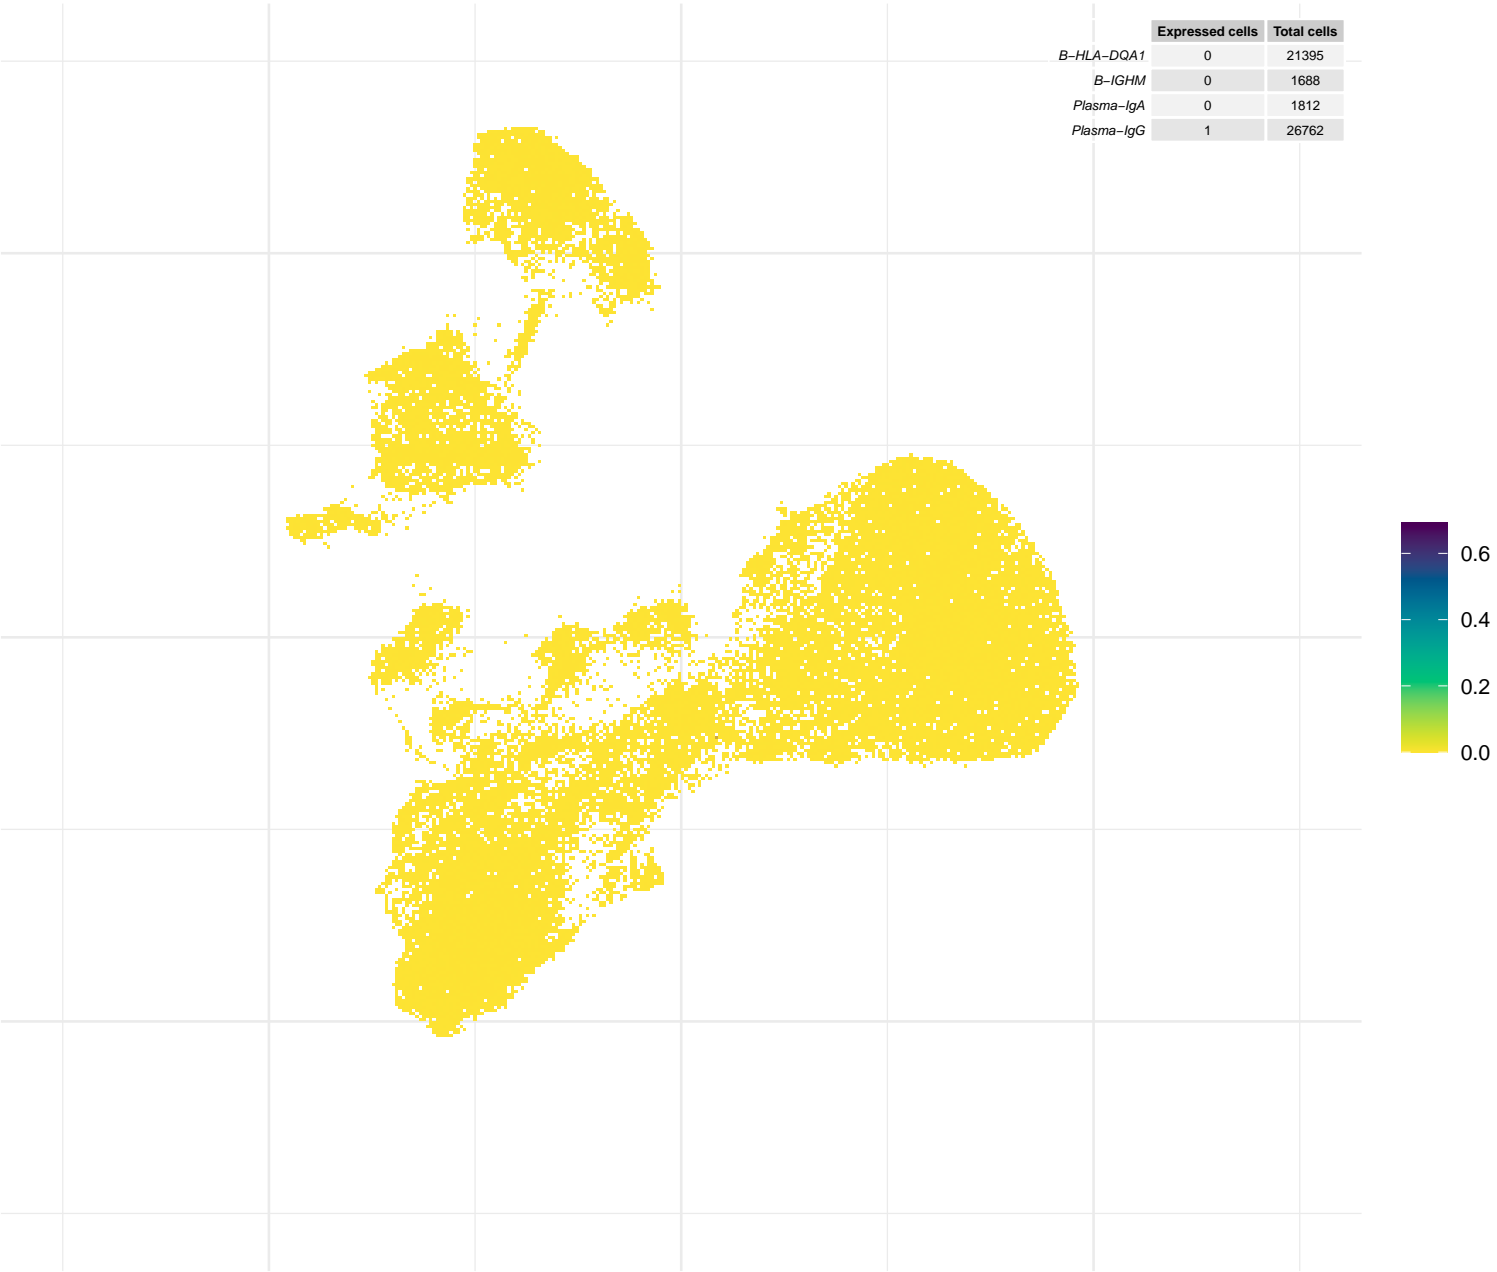 Expressed cells Total cells
B−HLA−DQA1 0 21395
B−IGHM 0 1688
Plasma−IgA 0 1812
Plasma−IgG 1 26762
0.6
0.4
0.2
0.0